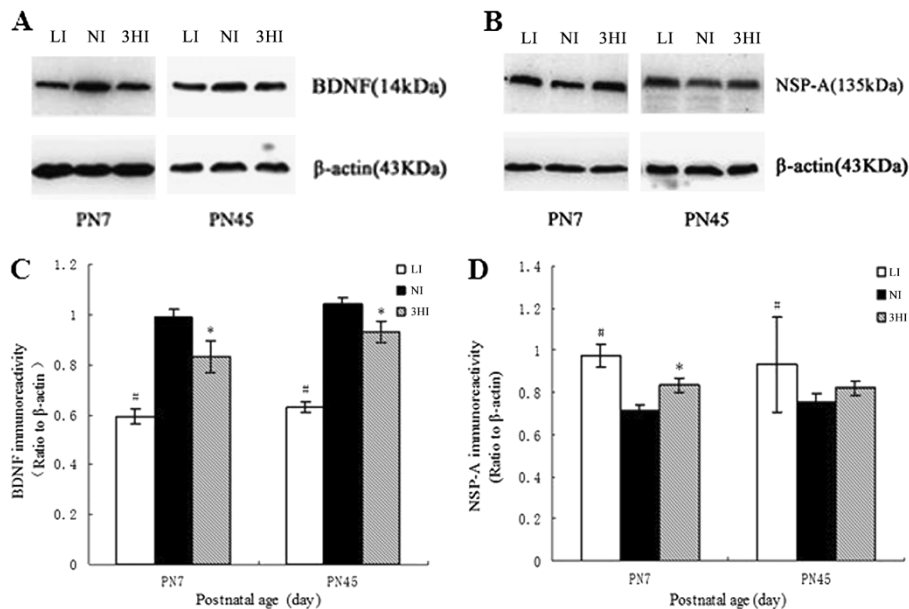 A
LI NI 3HI LI NI 3HI
BDNF(14kDa)
β-actin(43KDa)
PN7 PN45
B
LI NI 3HI LI NI 3HI
NSP-A(135kDa)
β-actin(43KDa)
PN7 PN45
C
BDNF immunoreactivity
(Ratio to β-actin)
1.2
1
0.8
0.6
0.4
0.2
0
LI
NI
3HI
# * # *
PN7 PN45
Postnatal age (day)
D
NSP-A immunoreactivity
(Ratio to β-actin)
1.4
1.2
1
0.8
0.6
0.4
0.2
0
LI
NI
3HI
# * #
PN7 PN45
Postnatal age (day)